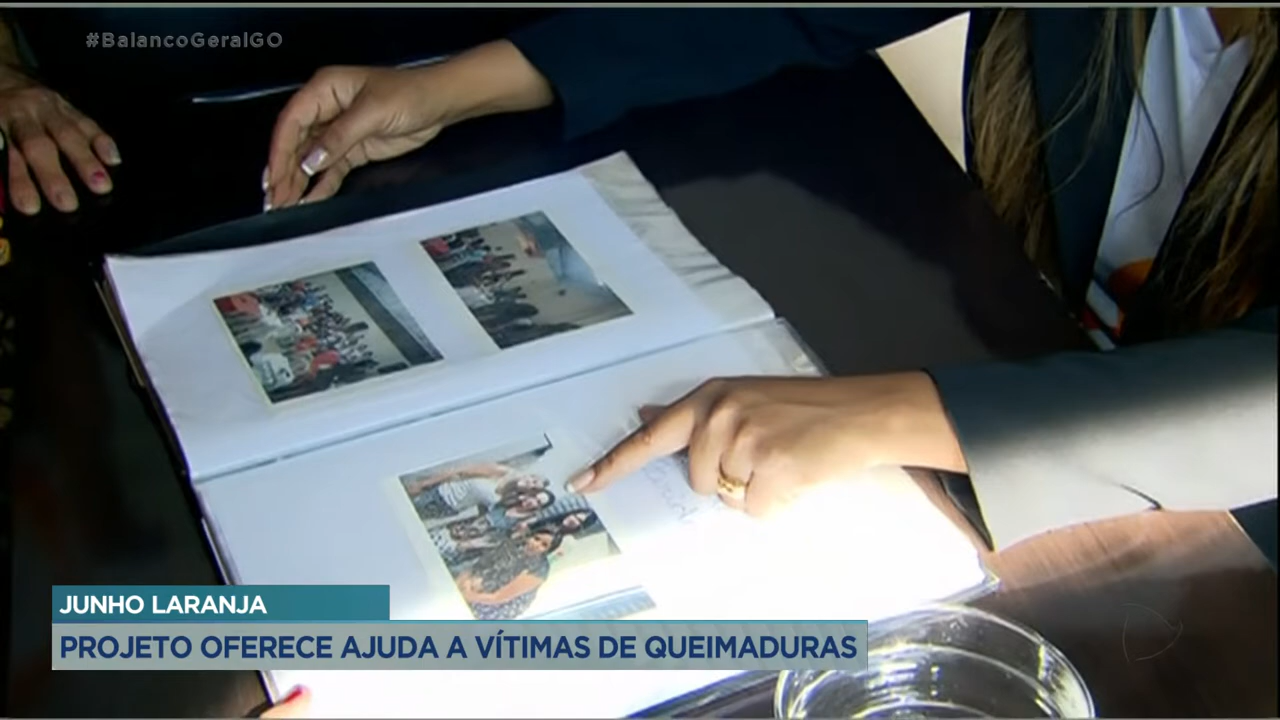 #BalancoGeralGO
JUNHO LARANJA
PROJETO OFERECE AJUDA A VÍTIMAS DE QUEIMADURAS